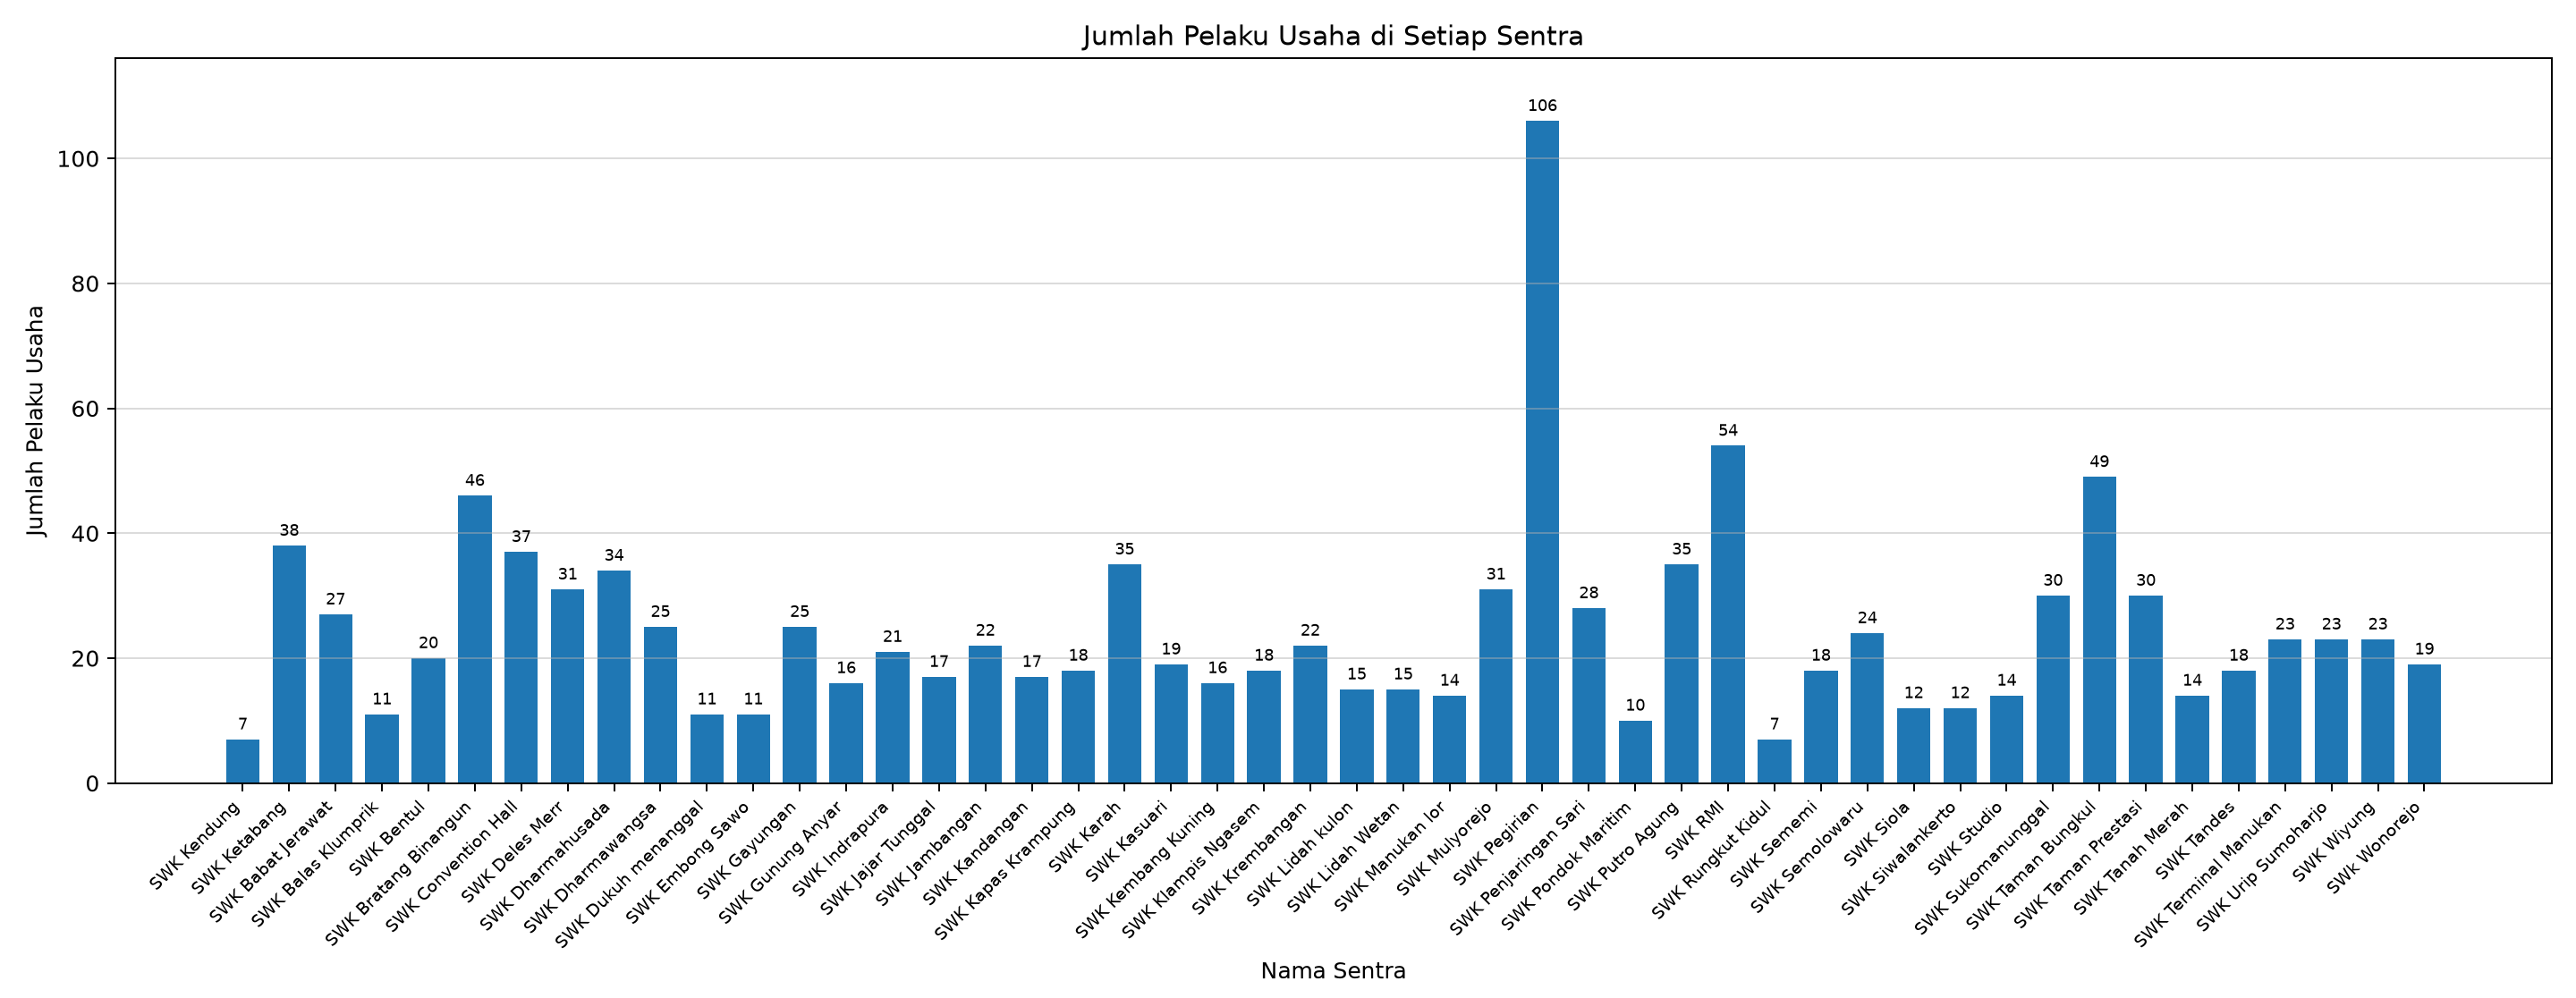 Jumlah Pelaku Usaha di Setiap Sentra
Jumlah Pelaku Usaha
100
80
60
40
20
0
7
38
27
11
20
46
37
31
34
25
11
11
25
16
21
17
22
17
18
35
19
16
18
22
15
15
14
31
106
28
10
35
54
7
18
24
12
12
14
30
49
30
14
18
23
23
23
19
SWK Kendung
SWK Ketabang
SWK Babat Jerawat
SWK Balas Klumprik
SWK Bentul
SWK Bratang Binangun
SWK Convention Hall
SWK Deles Merr
SWK Dharmahusada
SWK Dharmawangsa
SWK Dukuh menanggal
SWK Embong Sawo
SWK Gayungan
SWK Gunung Anyar
SWK Indrapura
SWK Jajar Tunggal
SWK Jambangan
SWK Kandangan
SWK Kapas Krampung
SWK Karah
SWK Kasuari
SWK Kembang Kuning
SWK Klampis Ngasem
SWK Krembangan
SWK Lidah kulon
SWK Lidah Wetan
SWK Manukan lor
SWK Mulyorejo
SWK Pegirian
SWK Penjaringan Sari
SWK Pondok Maritim
SWK Putro Agung
SWK RMI
SWK Rungkut Kidul
SWK Sememi
SWK Semolowaru
SWK Siola
SWK Siwalankerto
SWK Studio
SWK Sukomanunggal
SWK Taman Bungkul
SWK Taman Prestasi
SWK Tanah Merah
SWK Tandes
SWK Terminal Manukan
SWK Urip Sumoharjo
SWK Wiyung
SWK Wonorejo
Nama Sentra